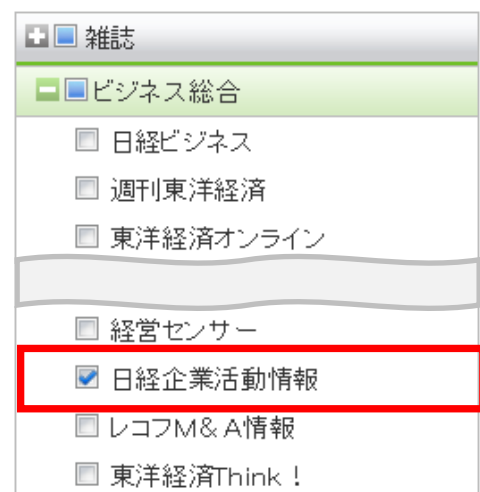 雑誌
ビジネス総合
日経ビジネス
週刊東洋経済
東洋経済オンライン
経営センサー
日経企業活動情報
レコフM&A情報
東洋経済Think！